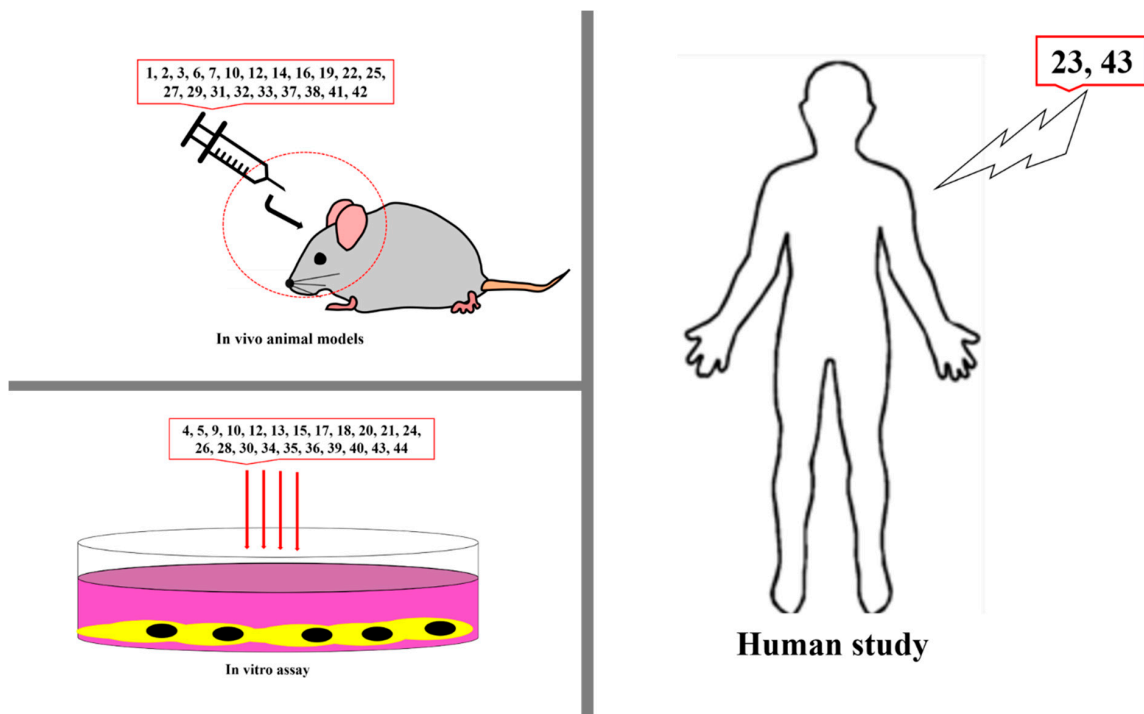 1, 2, 3, 6, 7, 10, 12, 14, 16, 19, 22, 25,
27, 29, 31, 32, 33, 37, 38, 41, 42
In vivo animal models
4, 5, 9, 10, 12, 13, 15, 17, 18, 20, 21, 24,
26, 28, 30, 34, 35, 36, 39, 40, 43, 44
In vitro assay
23, 43
Human study